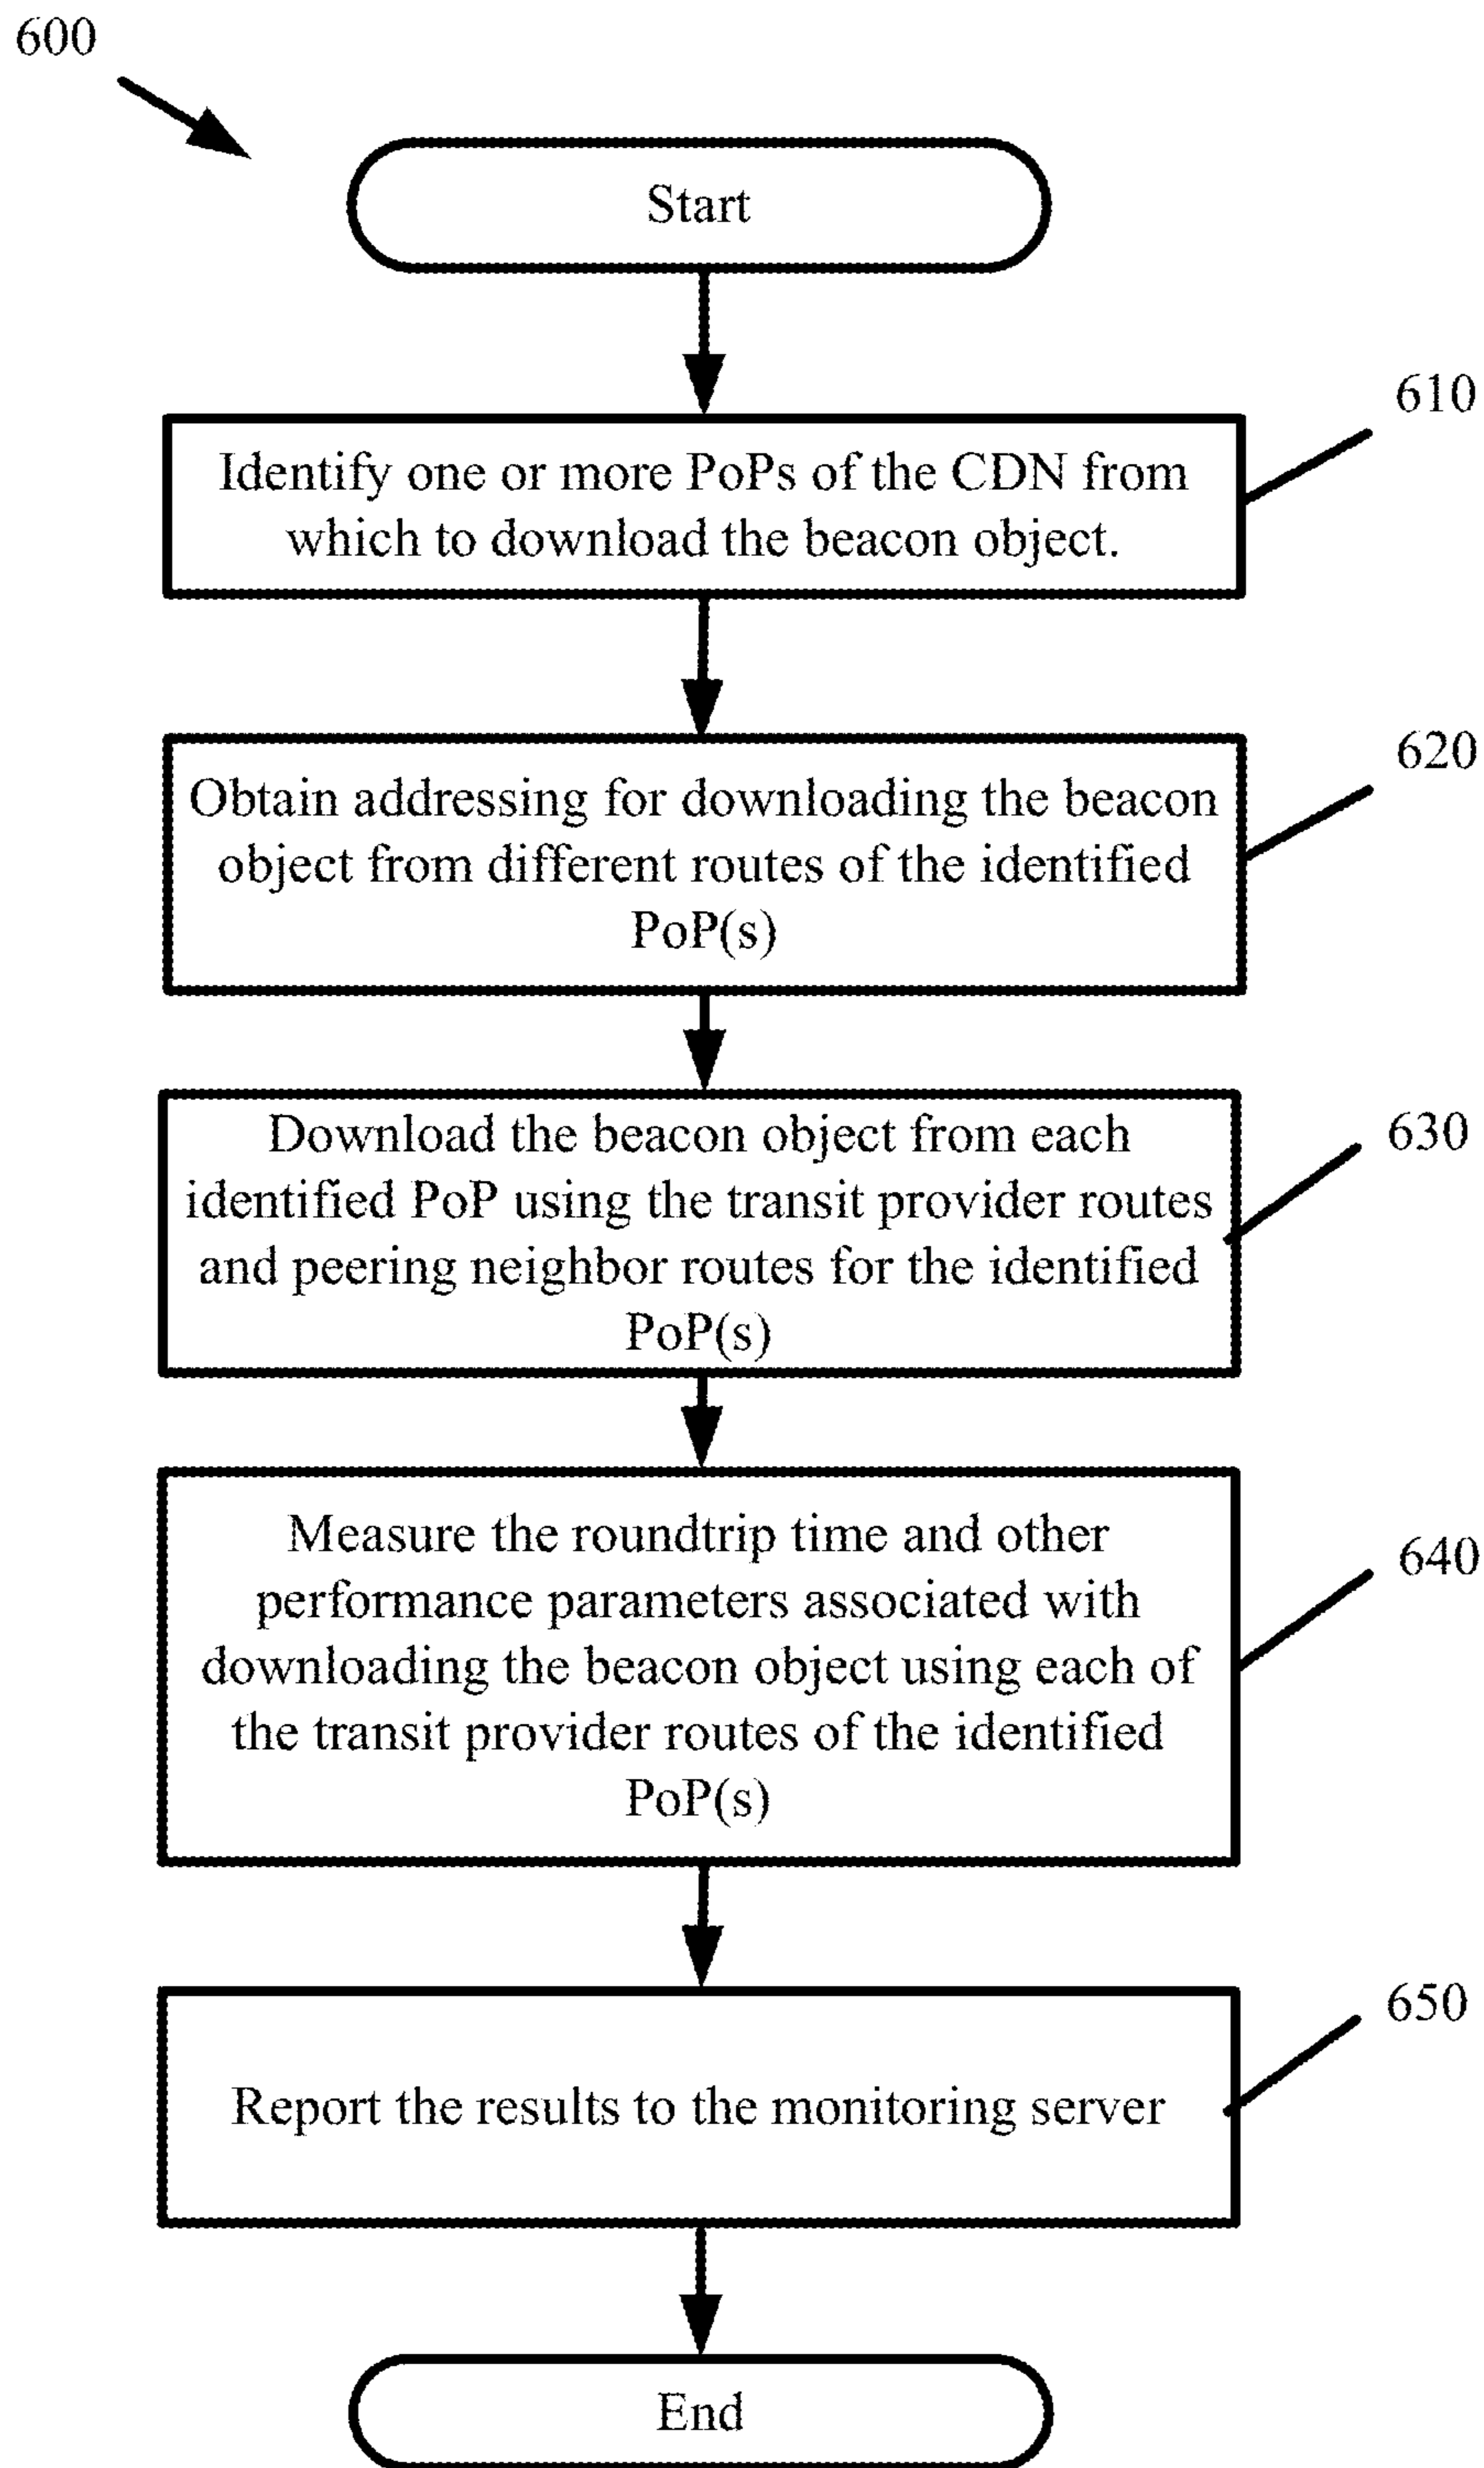 600
Start
610
Identify one or more PoPs of the CDN from
which to download the beacon object.
620
Obtain addressing for downloading the beacon
object from different routes of the identified
PoP(s)
630
Download the beacon object from each
identified PoP using the transit provider routes
and peering neighbor routes for the identified
PoP(s)
640
Measure the roundtrip time and other
performance parameters associated with
downloading the beacon object using each of
the transit provider routes of the identified
PoP(s)
650
Report the results to the monitoring server
End